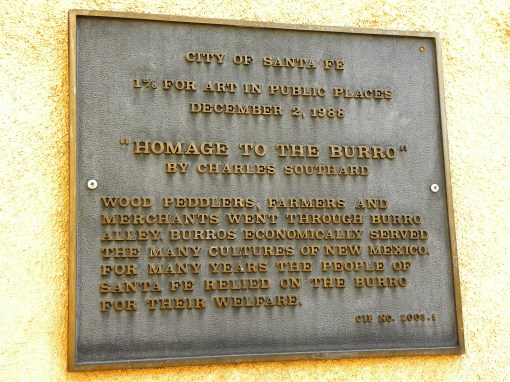 CITY OF SANTA FE
1% FOR ART IN PUBLIC PLACES
DECEMBER 2, 1988
"HOMAGE TO THE BURRO"
BY CHARLES SOUTHARD
WOOD PEDDLERS, FARMERS AND
MERCHANTS WENT THROUGH BURRO
ALLEY. BURROS ECONOMICALLY SERVED
THE MANY CULTURES OF NEW MEXICO.
FOR MANY YEARS THE PEOPLE OF
SANTA FE RELIED ON THE BURRO
FOR THEIR WELFARE.
CIP NO.